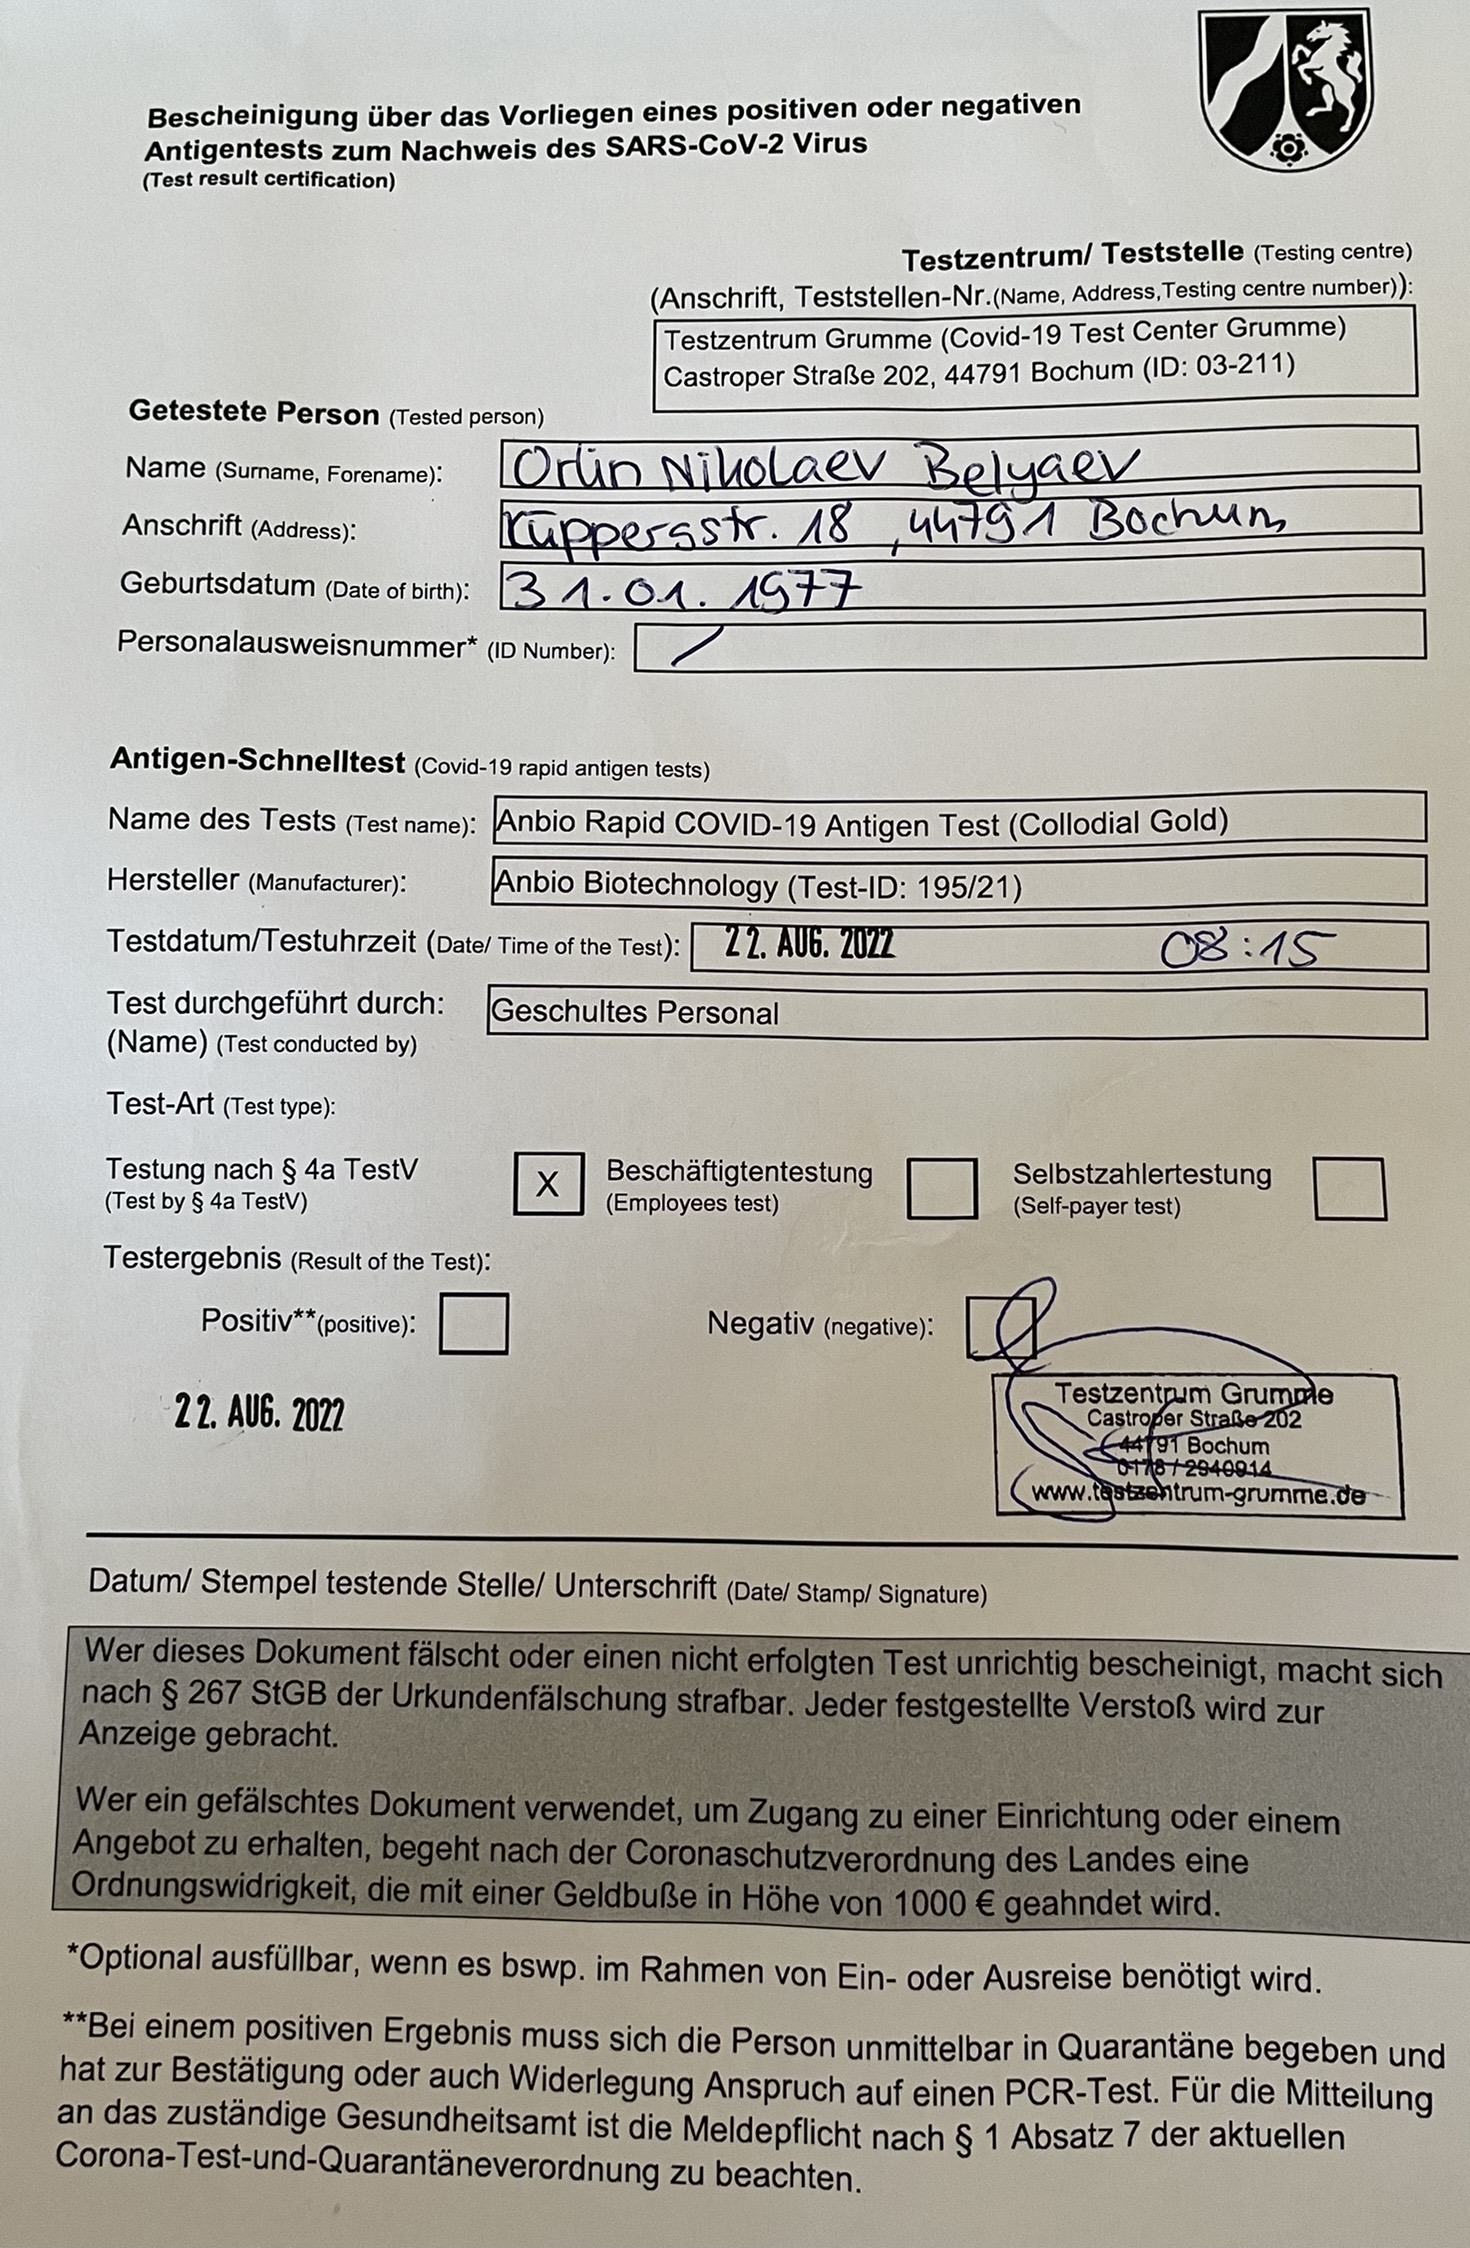 Bescheinigung über das Vorliegen eines positiven oder negativen
Antigentests zum Nachweis des SARS-CoV-2 Virus
(Test result certification)
Testzentrum/ Teststelle (Testing centre)
(Anschrift, Teststellen-Nr.(Name, Address,Testing centre number)):
Testzentrum Grumme (Covid-19 Test Center Grumme)
Castroper Straße 202, 44791 Bochum (ID: 03-211)
Getestete Person (Tested person)
Name (Surname, Forename): Orlin Nikolaev Belyaev
Anschrift (Address): Küppersstr. 18, 44791 Bochum
Geburtsdatum (Date of birth): 31.01.1977
Personalausweisnummer* (ID Number): /
Antigen-Schnelltest (Covid-19 rapid antigen tests)
Name des Tests (Test name): Anbio Rapid COVID-19 Antigen Test (Collodial Gold)
Hersteller (Manufacturer): Anbio Biotechnology (Test-ID: 195/21)
Testdatum/Testuhrzeit (Date/ Time of the Test): 22. AUG. 2022 08:15
Test durchgeführt durch: Geschultes Personal
(Name) (Test conducted by)
Test-Art (Test type):
Testung nach § 4a TestV X Beschäftigtentestung Selbstzahlertestung
(Test by § 4a TestV) (Employees test) (Self-payer test)
Testergebnis (Result of the Test):
Positiv**(positive): Negativ (negative):
22. AUG. 2022
Testzentrum Grumme
Castroper Straße 202
44791 Bochum
0178 / 2940914
www.testzentrum-grumme.de
Datum/ Stempel testende Stelle/ Unterschrift (Date/ Stamp/ Signature)
Wer dieses Dokument fälscht oder einen nicht erfolgten Test unrichtig bescheinigt, macht sich
nach § 267 StGB der Urkundenfälschung strafbar. Jeder festgestellte Verstoß wird zur
Anzeige gebracht.
Wer ein gefälschtes Dokument verwendet, um Zugang zu einer Einrichtung oder einem
Angebot zu erhalten, begeht nach der Coronaschutzverordnung des Landes eine
Ordnungswidrigkeit, die mit einer Geldbuße in Höhe von 1000 € geahndet wird.
*Optional ausfüllbar, wenn es bswp. im Rahmen von Ein- oder Ausreise benötigt wird.
**Bei einem positiven Ergebnis muss sich die Person unmittelbar in Quarantäne begeben und
hat zur Bestätigung oder auch Widerlegung Anspruch auf einen PCR-Test. Für die Mitteilung
an das zuständige Gesundheitsamt ist die Meldepflicht nach § 1 Absatz 7 der aktuellen
Corona-Test-und-Quarantäneverordnung zu beachten.